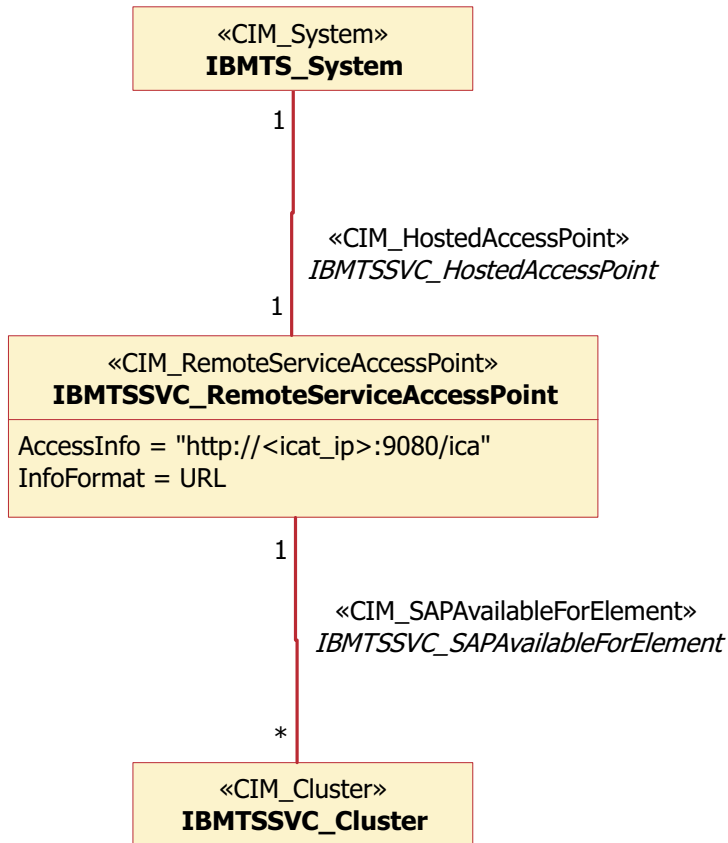 «CIM_System»
IBMTS_System
1
«CIM_HostedAccessPoint»
IBMTSSVC_HostedAccessPoint
1
«CIM_RemoteServiceAccessPoint»
IBMTSSVC_RemoteServiceAccessPoint
AccessInfo = "http://<icat_ip>:9080/ica"
InfoFormat = URL
1
«CIM_SAPAvailableForElement»
IBMTSSVC_SAPAvailableForElement
*
«CIM_Cluster»
IBMTSSVC_Cluster